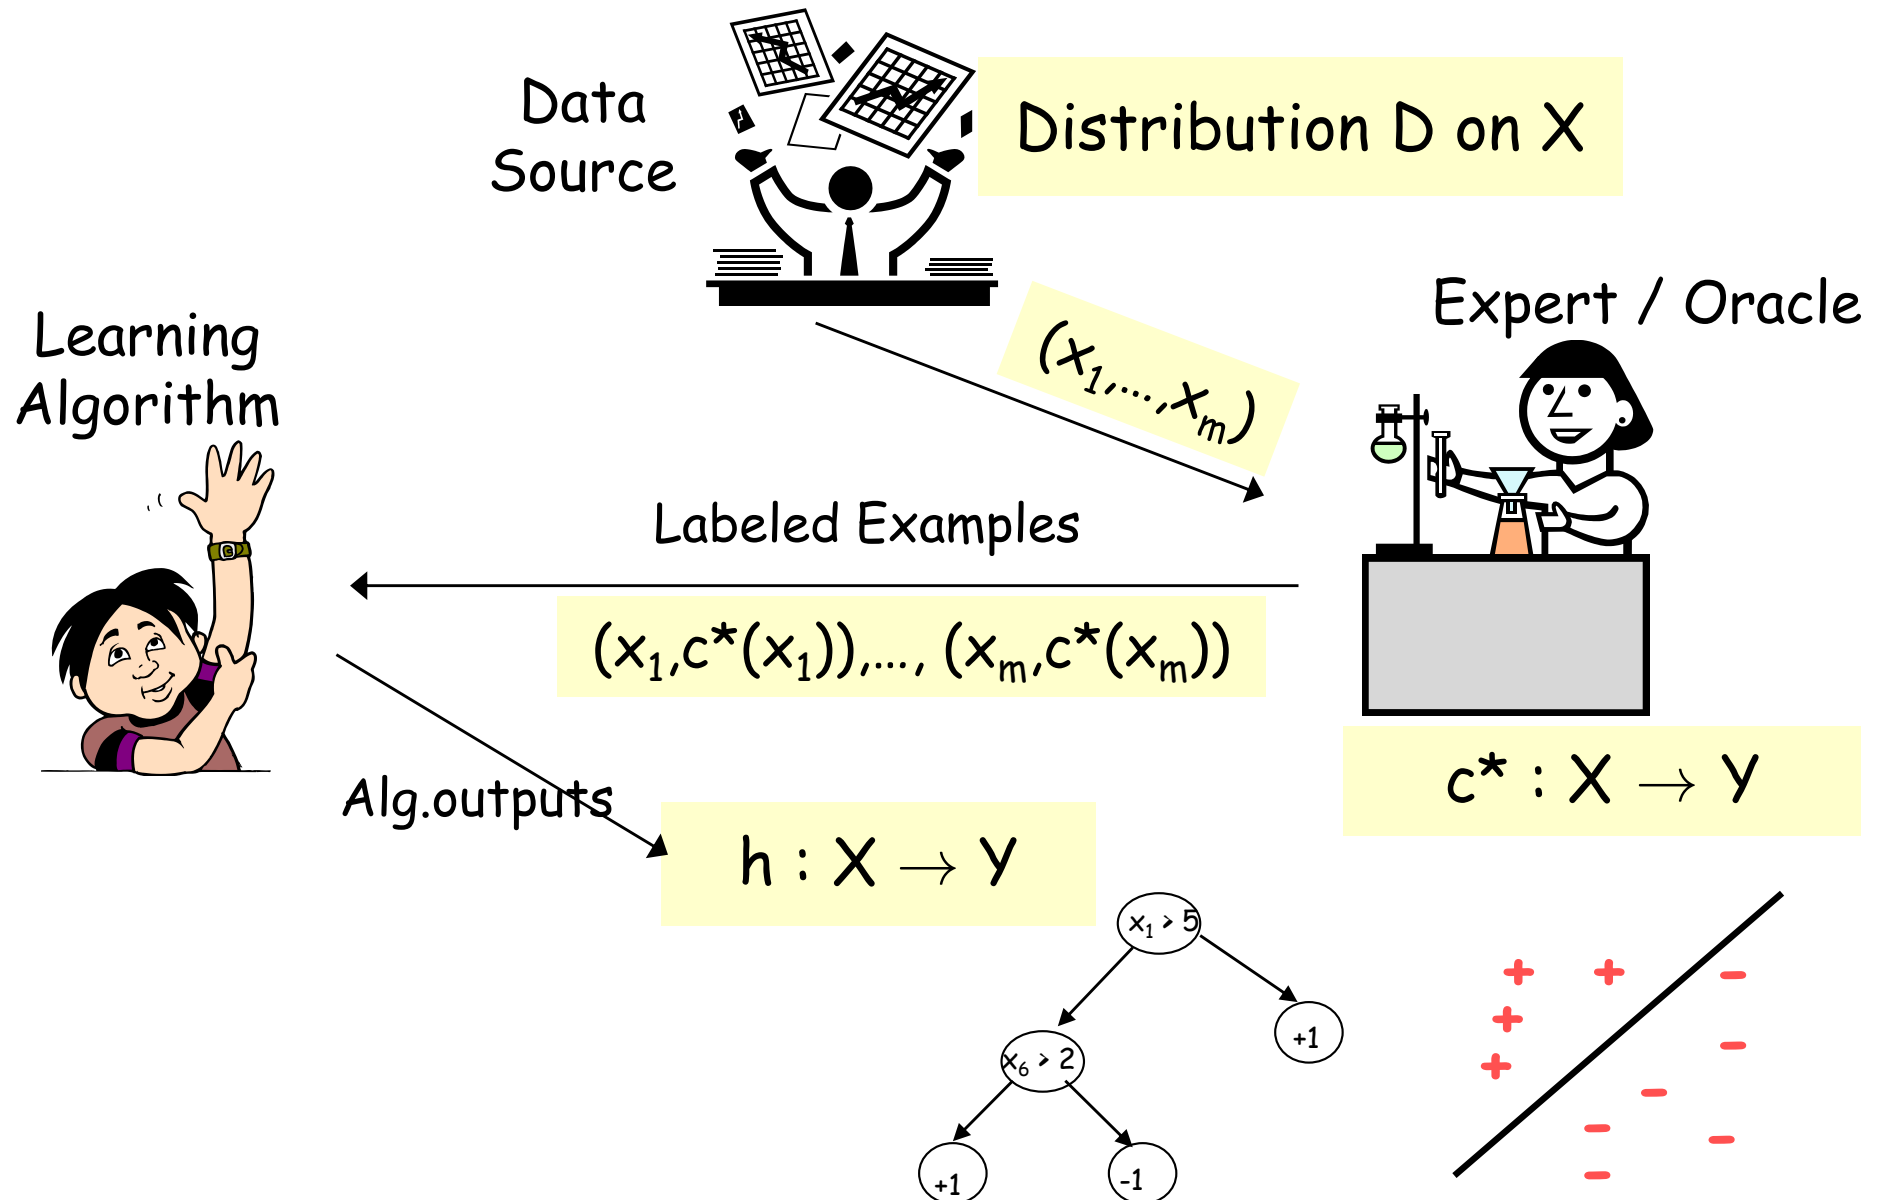 Data
Source
Distribution D on X
Learning
Algorithm
(x₁,...,xₘ)
Expert / Oracle
Labeled Examples
(x₁,c*(x₁)),..., (xₘ,c*(xₘ))
c* : X → Y
Alg.outputs
h : X → Y
x₁ > 5
+1
x₆ > 2
+1
-1
+ + -
+
-
+
-
-
-
-